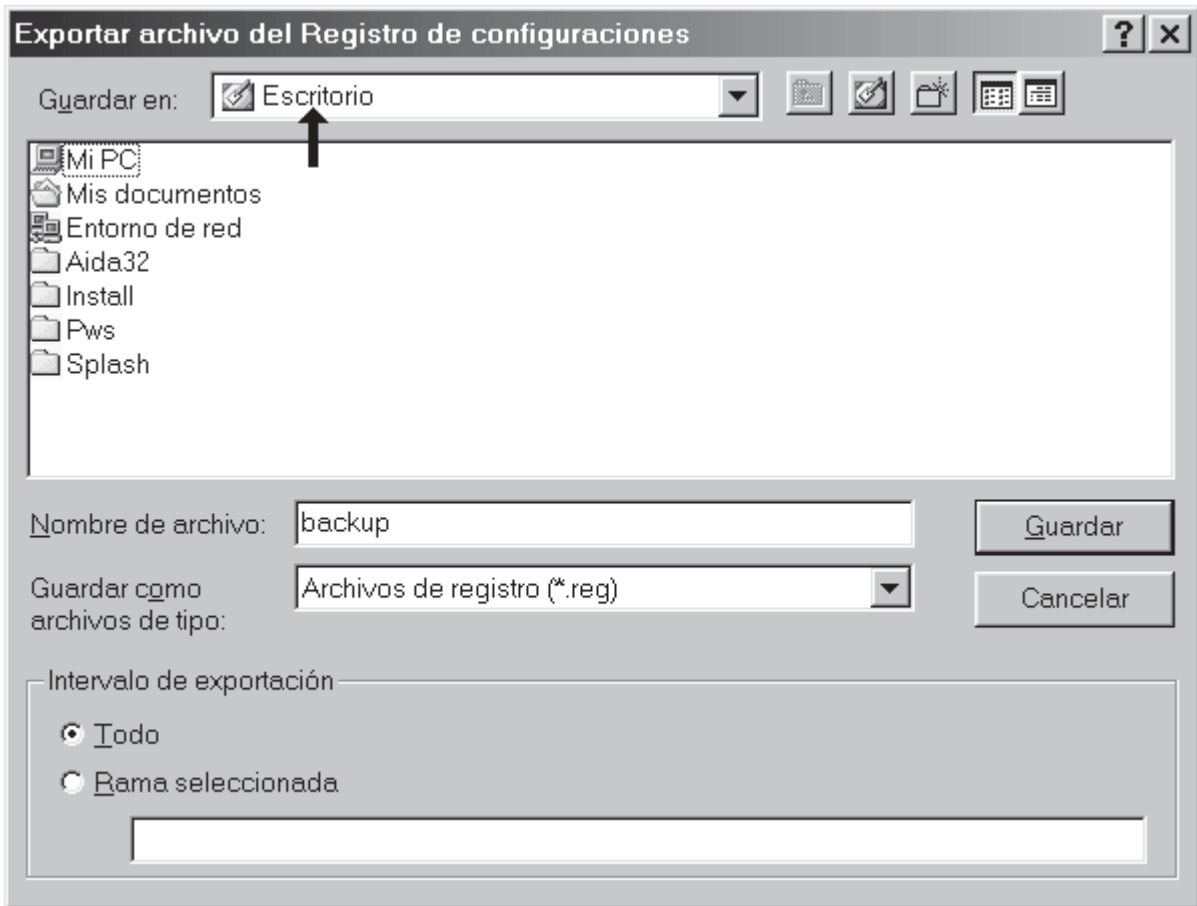 Exportar archivo del Registro de configuraciones
Guardar en: Escritorio
Mi PC
Mis documentos
Entorno de red
Aida32
Install
Pws
Splash
Nombre de archivo: backup Guardar
Guardar como archivos de tipo: Archivos de registro (*.reg) Cancelar
Intervalo de exportación
Todo
Rama seleccionada